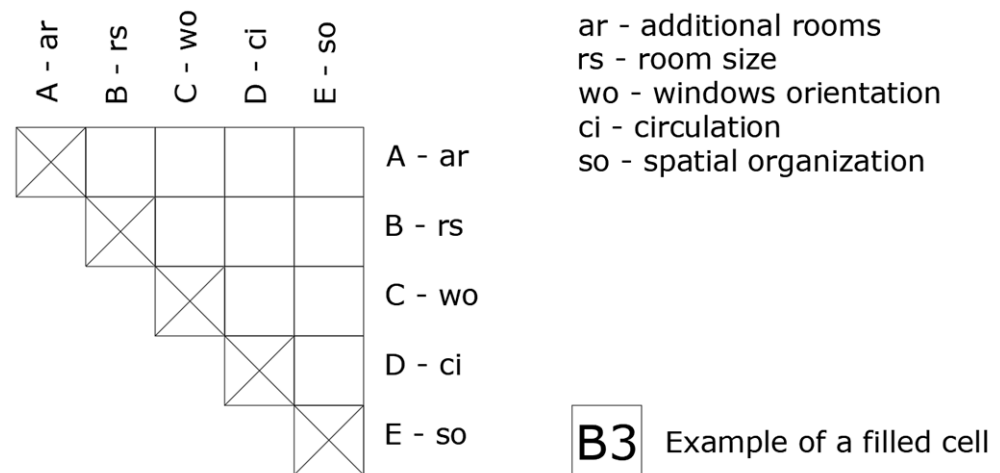 A - ar
B - rs
C - wo
D - ci
E - so
A - ar
B - rs
C - wo
D - ci
E - so
ar - additional rooms
rs - room size
wo - windows orientation
ci - circulation
so - spatial organization
B3
Example of a filled cell